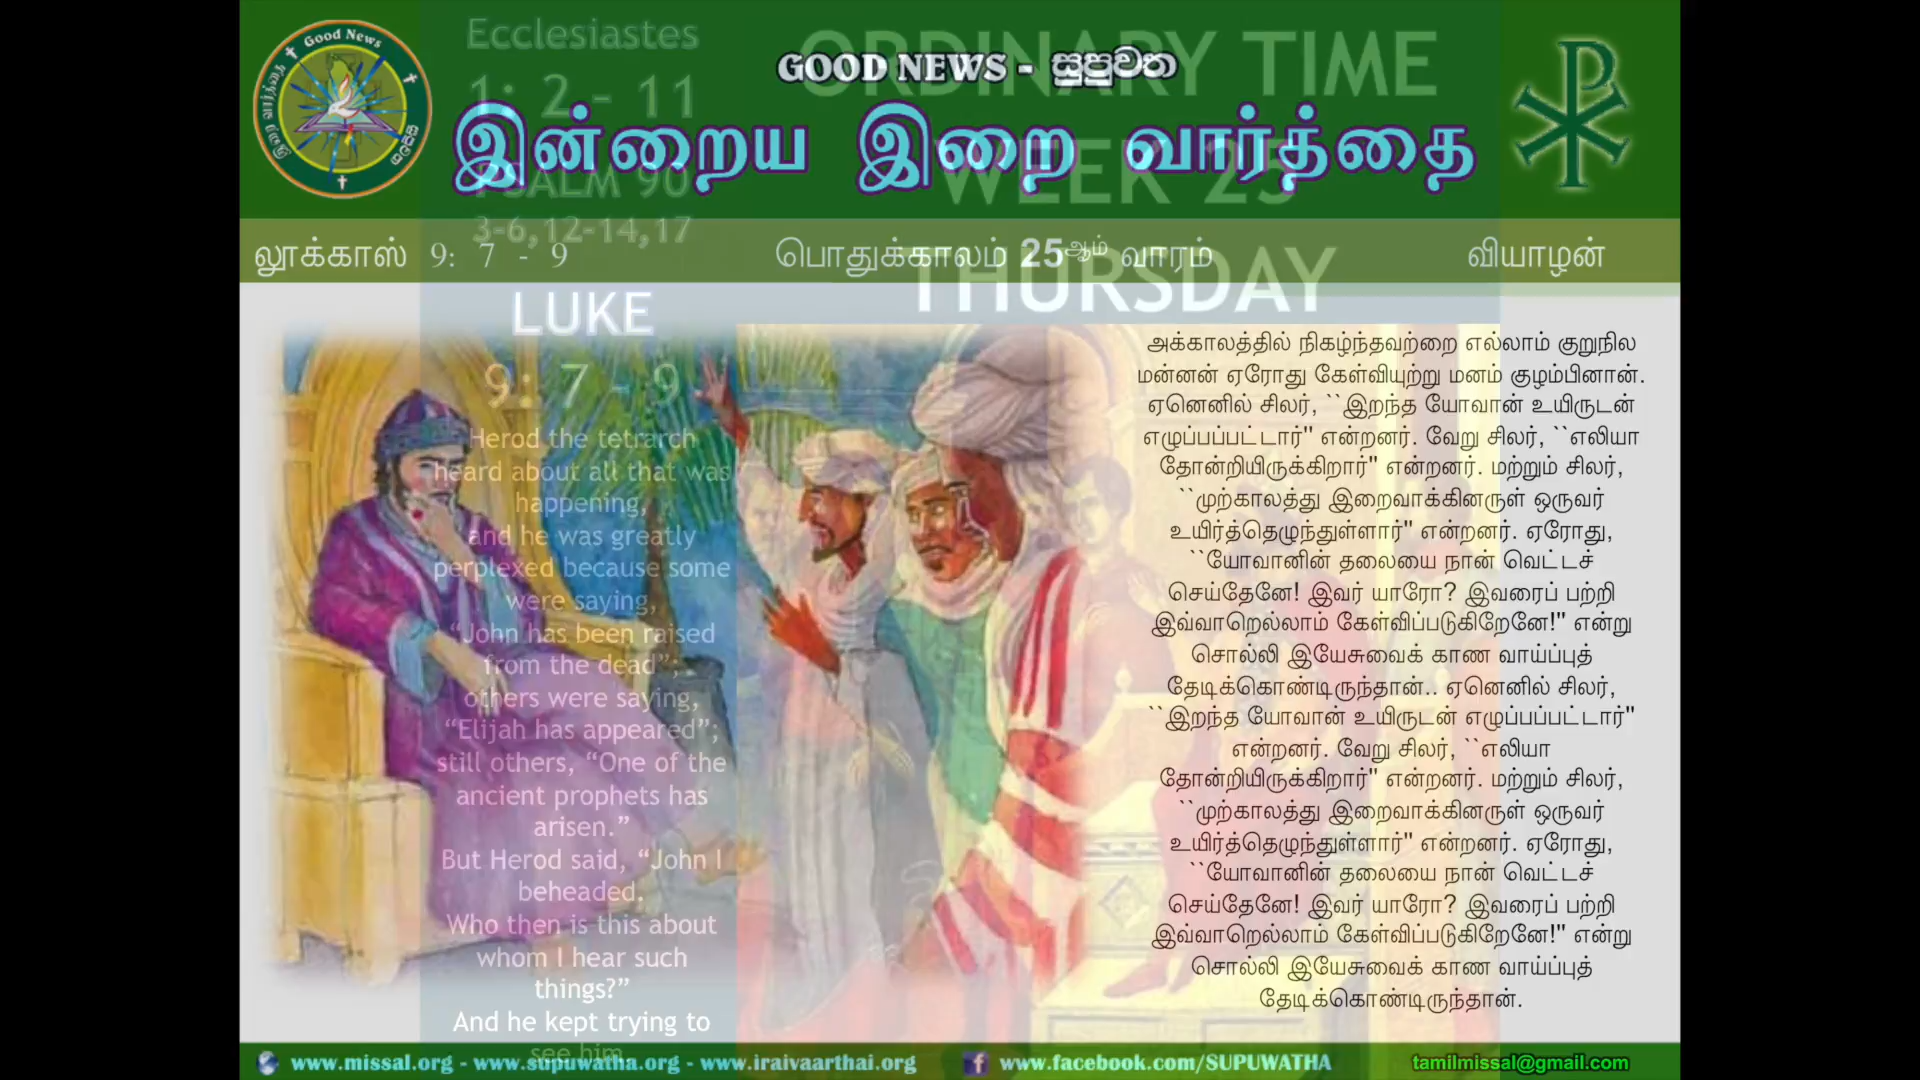 Good News
இறை வார்த்தை
සුපුවත
GOOD NEWS - සුපුවත
இன்றைய இறை வார்த்தை
லூக்காஸ் 9: 7 - 9
பொதுக்காலம் 25ஆம் வாரம்
வியாழன்
Ecclesiastes
1: 2 - 11
PSALM 90
3-6,12-14,17
LUKE
9: 7 - 9
ORDINARY TIME
WEEK 25
THURSDAY
Herod the tetrarch
heard about all that was
happening,
and he was greatly
perplexed because some
were saying,
“John has been raised
from the dead”;
others were saying,
“Elijah has appeared”;
still others, “One of the
ancient prophets has
arisen.”
But Herod said, “John I
beheaded.
Who then is this about
whom I hear such
things?”
And he kept trying to
see him.
அக்காலத்தில் நிகழ்ந்தவற்றை எல்லாம் குறுநில
மன்னன் ஏரோது கேள்வியுற்று மனம் குழம்பினான்.
ஏனெனில் சிலர், ``இறந்த யோவான் உயிருடன்
எழுப்பப்பட்டார்" என்றனர். வேறு சிலர், ``எலியா
தோன்றியிருக்கிறார்" என்றனர். மற்றும் சிலர்,
``முற்காலத்து இறைவாக்கினருள் ஒருவர்
உயிர்த்தெழுந்துள்ளார்" என்றனர். ஏரோது,
``யோவானின் தலையை நான் வெட்டச்
செய்தேனே! இவர் யாரோ? இவரைப் பற்றி
இவ்வாறெல்லாம் கேள்விப்படுகிறேனே!" என்று
சொல்லி இயேசுவைக் காண வாய்ப்புத்
தேடிக்கொண்டிருந்தான்.. ஏனெனில் சிலர்,
``இறந்த யோவான் உயிருடன் எழுப்பப்பட்டார்"
என்றனர். வேறு சிலர், ``எலியா
தோன்றியிருக்கிறார்" என்றனர். மற்றும் சிலர்,
``முற்காலத்து இறைவாக்கினருள் ஒருவர்
உயிர்த்தெழுந்துள்ளார்" என்றனர். ஏரோது,
``யோவானின் தலையை நான் வெட்டச்
செய்தேனே! இவர் யாரோ? இவரைப் பற்றி
இவ்வாறெல்லாம் கேள்விப்படுகிறேனே!" என்று
சொல்லி இயேசுவைக் காண வாய்ப்புத்
தேடிக்கொண்டிருந்தான்.
www.missal.org - www.supuwatha.org - www.iraivaarthai.org
www.facebook.com/SUPUWATHA
tamilmissal@gmail.com